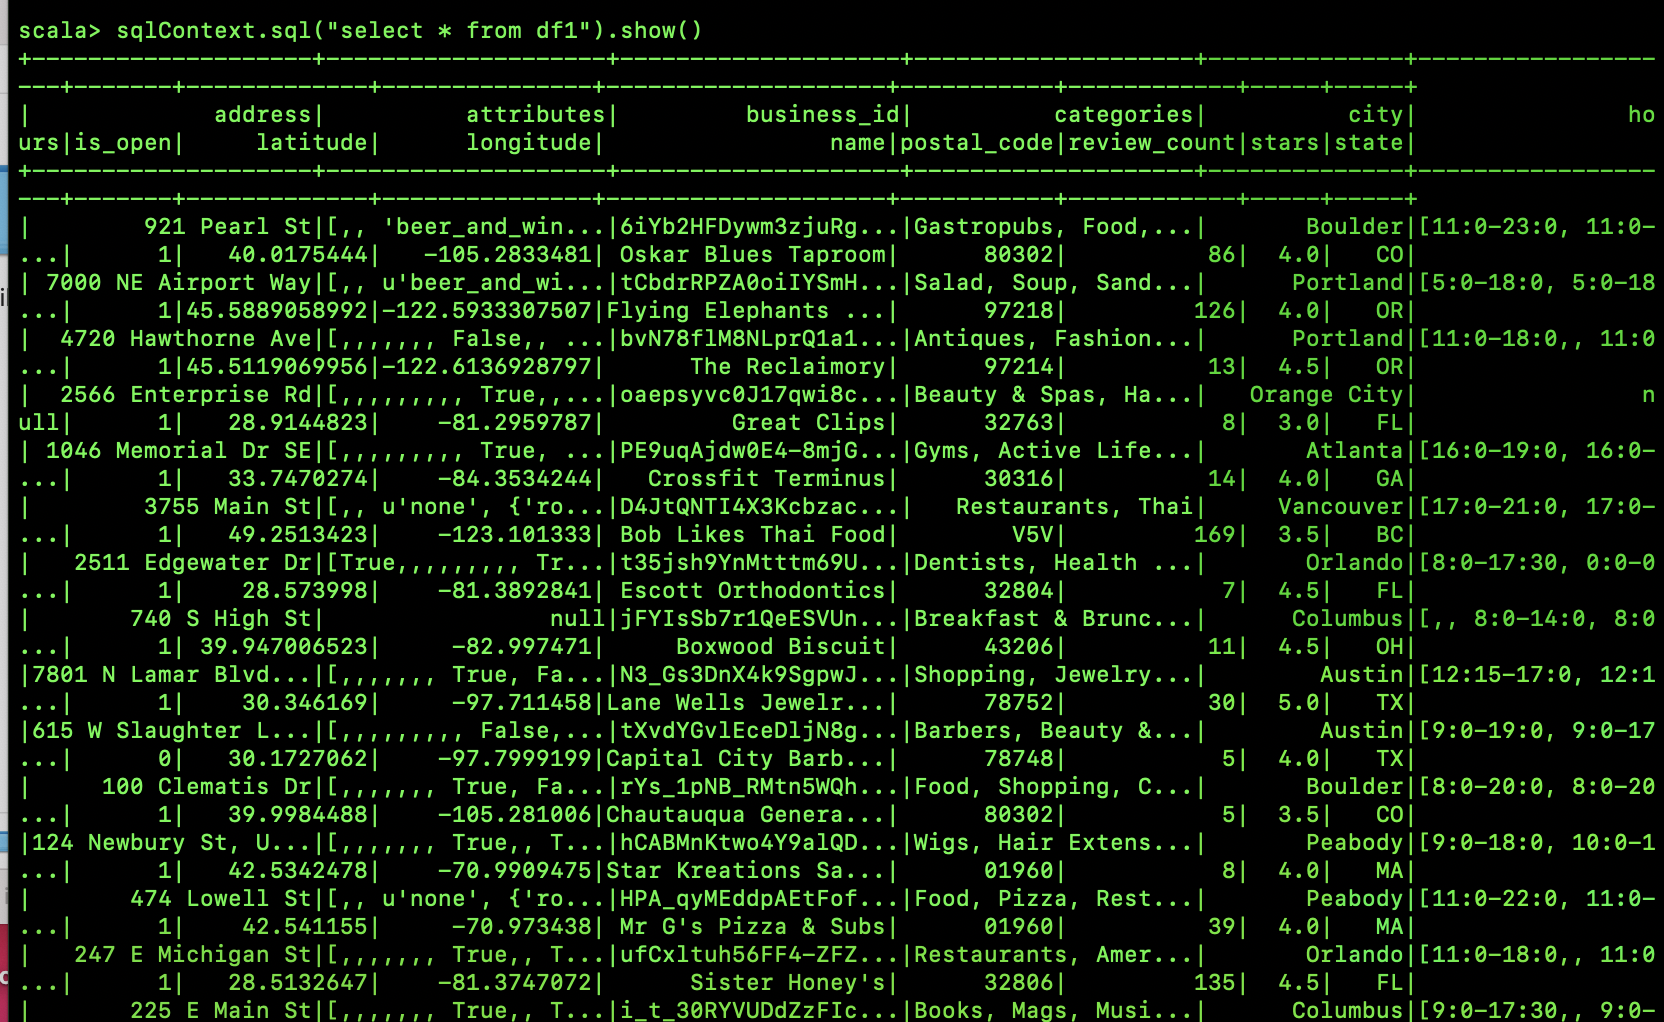 scala> sqlContext.sql("select * from df1").show()
+--------------------+--------------------+--------------------+--------------------+--------------+-----------------
---+-------+-------------+---------------+--------------------+-----------+------------+-----+-----+
|             address|          attributes|         business_id|          categories|          city|               ho
urs|is_open|     latitude|      longitude|                name|postal_code|review_count|stars|state|
+--------------------+--------------------+--------------------+--------------------+--------------+-----------------
---+-------+-------------+---------------+--------------------+-----------+------------+-----+-----+
|        921 Pearl St|[,, 'beer_and_win...|6iYb2HFDywm3zjuRg...|Gastropubs, Food,...|       Boulder|[11:0-23:0, 11:0-
...|      1|   40.0175444|   -105.2833481| Oskar Blues Taproom|      80302|          86|  4.0|   CO|
| 7000 NE Airport Way|[,, u'beer_and_wi...|tCbdrRPZA0oiIYSmH...|Salad, Soup, Sand...|      Portland|[5:0-18:0, 5:0-18
...|      1|45.5889058992|-122.5933307507|Flying Elephants ...|      97218|         126|  4.0|   OR|
|  4720 Hawthorne Ave|[,,,,,,, False,, ...|bvN78flM8NLprQ1a1...|Antiques, Fashion...|      Portland|[11:0-18:0,, 11:0
...|      1|45.5119069956|-122.6136928797|      The Reclaimory|      97214|          13|  4.5|   OR|
|  2566 Enterprise Rd|[,,,,,,,,, True,,...|oaepsyvc0J17qwi8c...|Beauty & Spas, Ha...|   Orange City|                n
ull|      1|   28.9144823|    -81.2959787|         Great Clips|      32763|           8|  3.0|   FL|
| 1046 Memorial Dr SE|[,,,,,,,,, True, ...|PE9uqAjdw0E4-8mjG...|Gyms, Active Life...|       Atlanta|[16:0-19:0, 16:0-
...|      1|   33.7470274|    -84.3534244|   Crossfit Terminus|      30316|          14|  4.0|   GA|
|        3755 Main St|[,, u'none', {'ro...|D4JtQNTI4X3Kcbzac...|   Restaurants, Thai|     Vancouver|[17:0-21:0, 17:0-
...|      1|   49.2513423|    -123.101333| Bob Likes Thai Food|        V5V|         169|  3.5|   BC|
|   2511 Edgewater Dr|[True,,,,,,,,, Tr...|t35jsh9YnMtttm69U...|Dentists, Health ...|       Orlando|[8:0-17:30, 0:0-0
...|      1|    28.573998|    -81.3892841| Escott Orthodontics|      32804|           7|  4.5|   FL|
|       740 S High St|                null|jFYIsSb7r1QeESVUn...|Breakfast & Brunc...|      Columbus|[,, 8:0-14:0, 8:0
...|      1| 39.947006523|     -82.997471|     Boxwood Biscuit|      43206|          11|  4.5|   OH|
|7801 N Lamar Blvd...|[,,,,,,, True, Fa...|N3_Gs3DnX4k9SgpwJ...|Shopping, Jewelry...|        Austin|[12:15-17:0, 12:1
...|      1|    30.346169|     -97.711458|Lane Wells Jewelr...|      78752|          30|  5.0|   TX|
|615 W Slaughter L...|[,,,,,,,,, False,...|tXvdYGvlEceDljN8g...|Barbers, Beauty &...|        Austin|[9:0-19:0, 9:0-17
...|      0|   30.1727062|    -97.7999199|Capital City Barb...|      78748|           5|  4.0|   TX|
|     100 Clematis Dr|[,,,,,,, True, Fa...|rYs_1pNB_RMtn5WQh...|Food, Shopping, C...|       Boulder|[8:0-20:0, 8:0-20
...|      1|   39.9984488|    -105.281006|Chautauqua Genera...|      80302|           5|  3.5|   CO|
|124 Newbury St, U...|[,,,,,,, True,, T...|hCABMnKtwo4Y9alQD...|Wigs, Hair Extens...|       Peabody|[9:0-18:0, 10:0-1
...|      1|   42.5342478|    -70.9909475|Star Kreations Sa...|      01960|           8|  4.0|   MA|
|       474 Lowell St|[,, u'none', {'ro...|HPA_qyMEddpAEtFof...|Food, Pizza, Rest...|       Peabody|[11:0-22:0, 11:0-
...|      1|    42.541155|     -70.973438| Mr G's Pizza & Subs|      01960|          39|  4.0|   MA|
|   247 E Michigan St|[,,,,,,, True,, T...|ufCxltuh56FF4-ZFZ...|Restaurants, Amer...|       Orlando|[11:0-18:0,, 11:0
...|      1|   28.5132647|    -81.3747072|      Sister Honey's|      32806|         135|  4.5|   FL|
|       225 E Main St|[,,,,,,, True,, T...|i_t_30RYVUDdZzFIc...|Books, Mags, Musi...|      Columbus|[9:0-17:30,, 9:0-